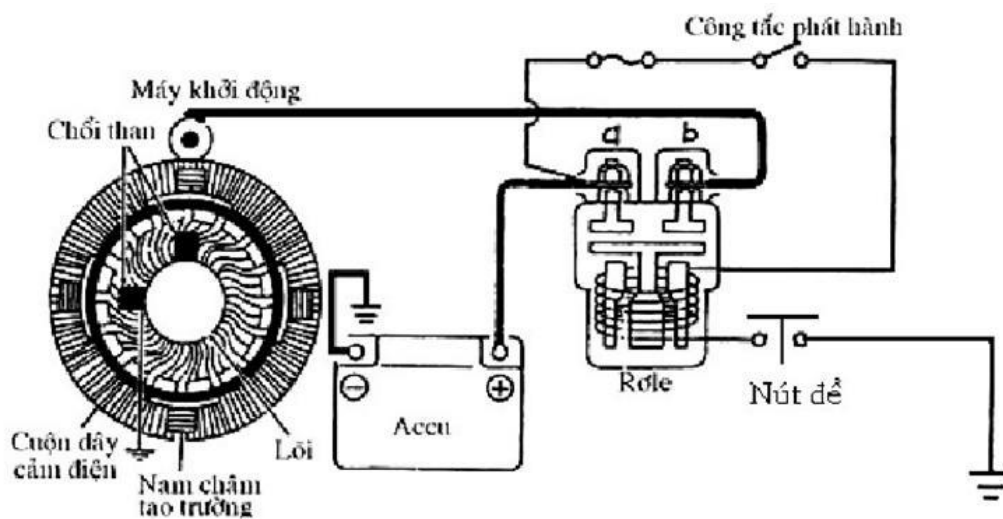 Công tắc phát hành
Máy khởi động
Chổi than
a
b
Rơle
Nút đề
⊖
⊕
Accu
Cuộn dây
cảm điện
Lõi
Nam châm
tao trường